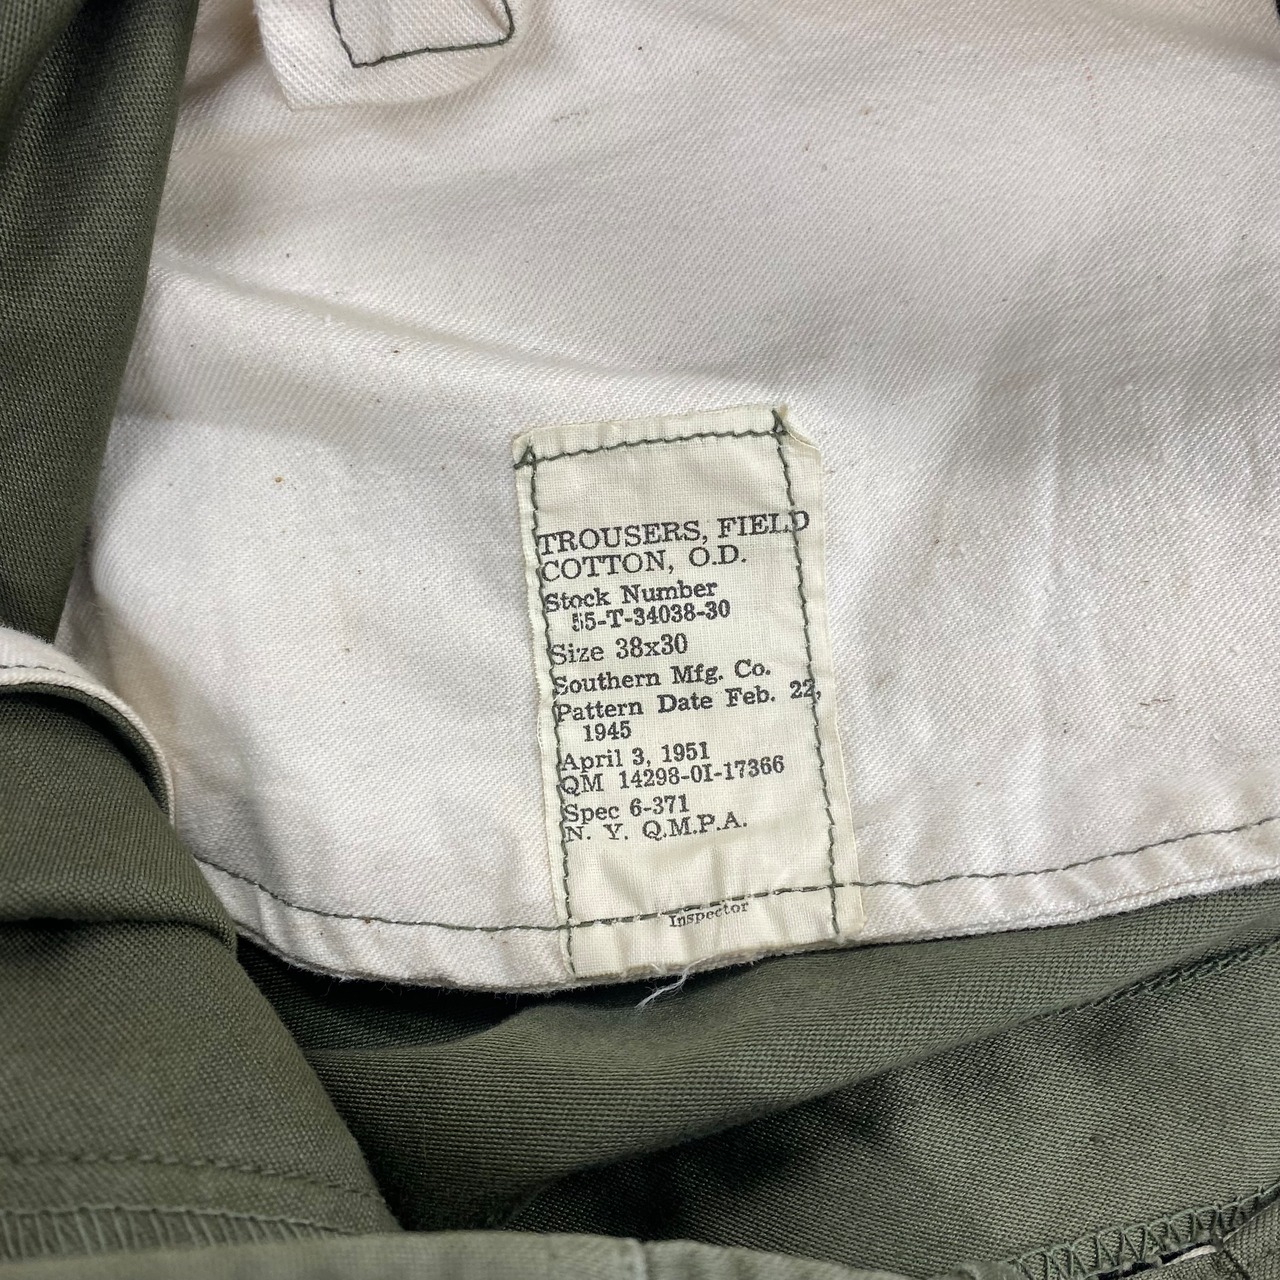 TROUSERS, FIELD
COTTON, O.D.
Stock Number
55-T-34038-30
Size 38x30
Southern Mfg. Co.
Pattern Date Feb. 22,
1945
April 3, 1951
QM 14298-OI-17366
Spec 6-371
N. Y. Q.M.P.A.
Inspector